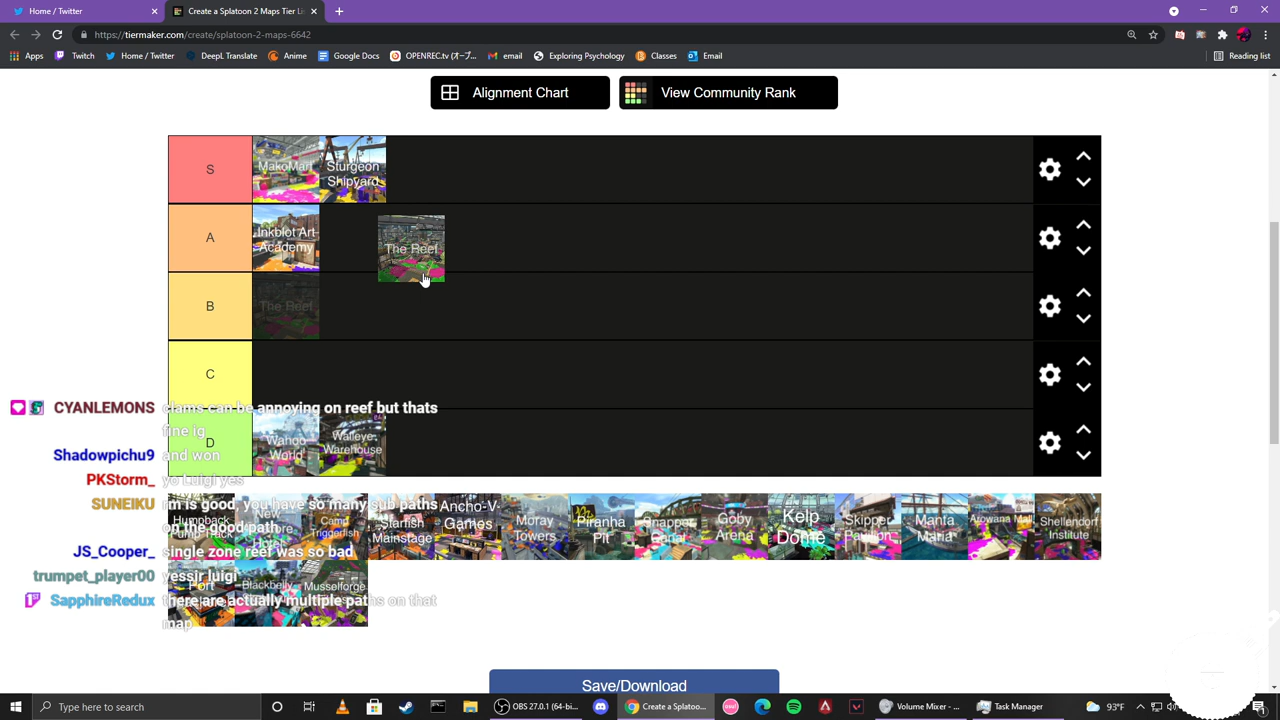 Home / Twitter
Create a Splatoon 2 Maps Tier Lis
https://tiermaker.com/create/splatoon-2-maps-6642
Apps
Twitch
Home / Twitter
DeepL Translate
Anime
Google Docs
OPENREC.tv
email
Exploring Psychology
Classes
Email
Reading list
Alignment Chart
View Community Rank
S
MakoMart
Sturgeon Shipyard
A
Inkblot Art Academy
The Reef
B
The Reef
C
D
Wahoo World
Walleye Warehouse
CYANLEMONS clams can be annoying on reef but thats
fine ig
Shadowpichu9 and won
PKStorm_ yo Luigi yes
SUNEIKU rm is good, you have so many sub paths
on the good path
JS_Cooper_ single zone reef was so bad
trumpet_player00 yessir luigi
SapphireRedux there are actually multiple paths on that
map
Humpback Pump Track
New
Hotel
Camp Triggerfish
Starfish Mainstage
Ancho-V Games
Moray Towers
Piranha Pit
Snapper Canal
Goby Arena
Kelp Dome
Skipper Pavilion
Manta Maria
Arowana Mall
Shellendorf Institute
Port
Blackbelly
Musselforge
Save/Download
Type here to search
OBS 27.0.1 (64-bi...
Create a Splatoo...
Volume Mixer - ...
Task Manager
93°F